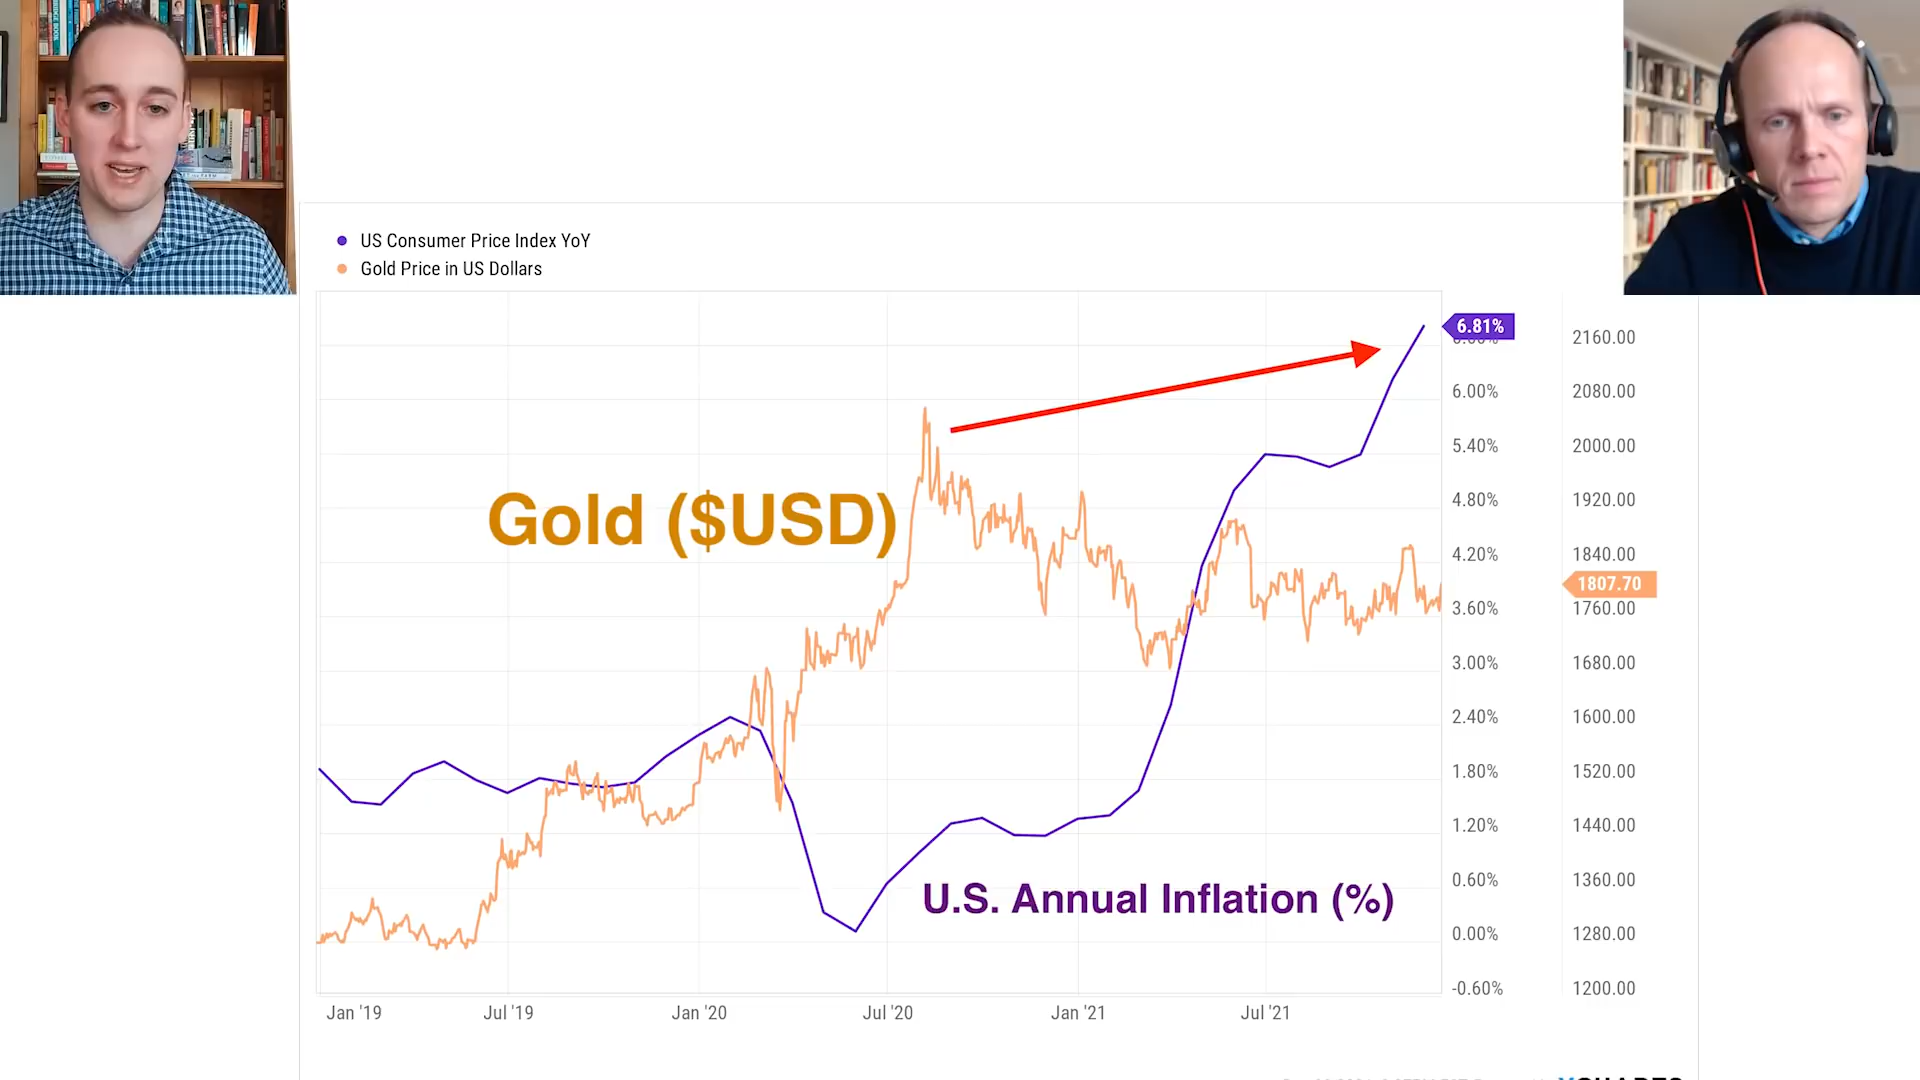 US Consumer Price Index YoY
Gold Price in US Dollars
Gold ($USD)
U.S. Annual Inflation (%)
6.81%
6.00%
5.40%
4.80%
4.20%
3.60%
3.00%
2.40%
1.80%
1.20%
0.60%
0.00%
-0.60%
2160.00
2080.00
2000.00
1920.00
1840.00
1807.70
1760.00
1680.00
1600.00
1520.00
1440.00
1360.00
1280.00
1200.00
Jan '19
Jul '19
Jan '20
Jul '20
Jan '21
Jul '21
YCHARTS